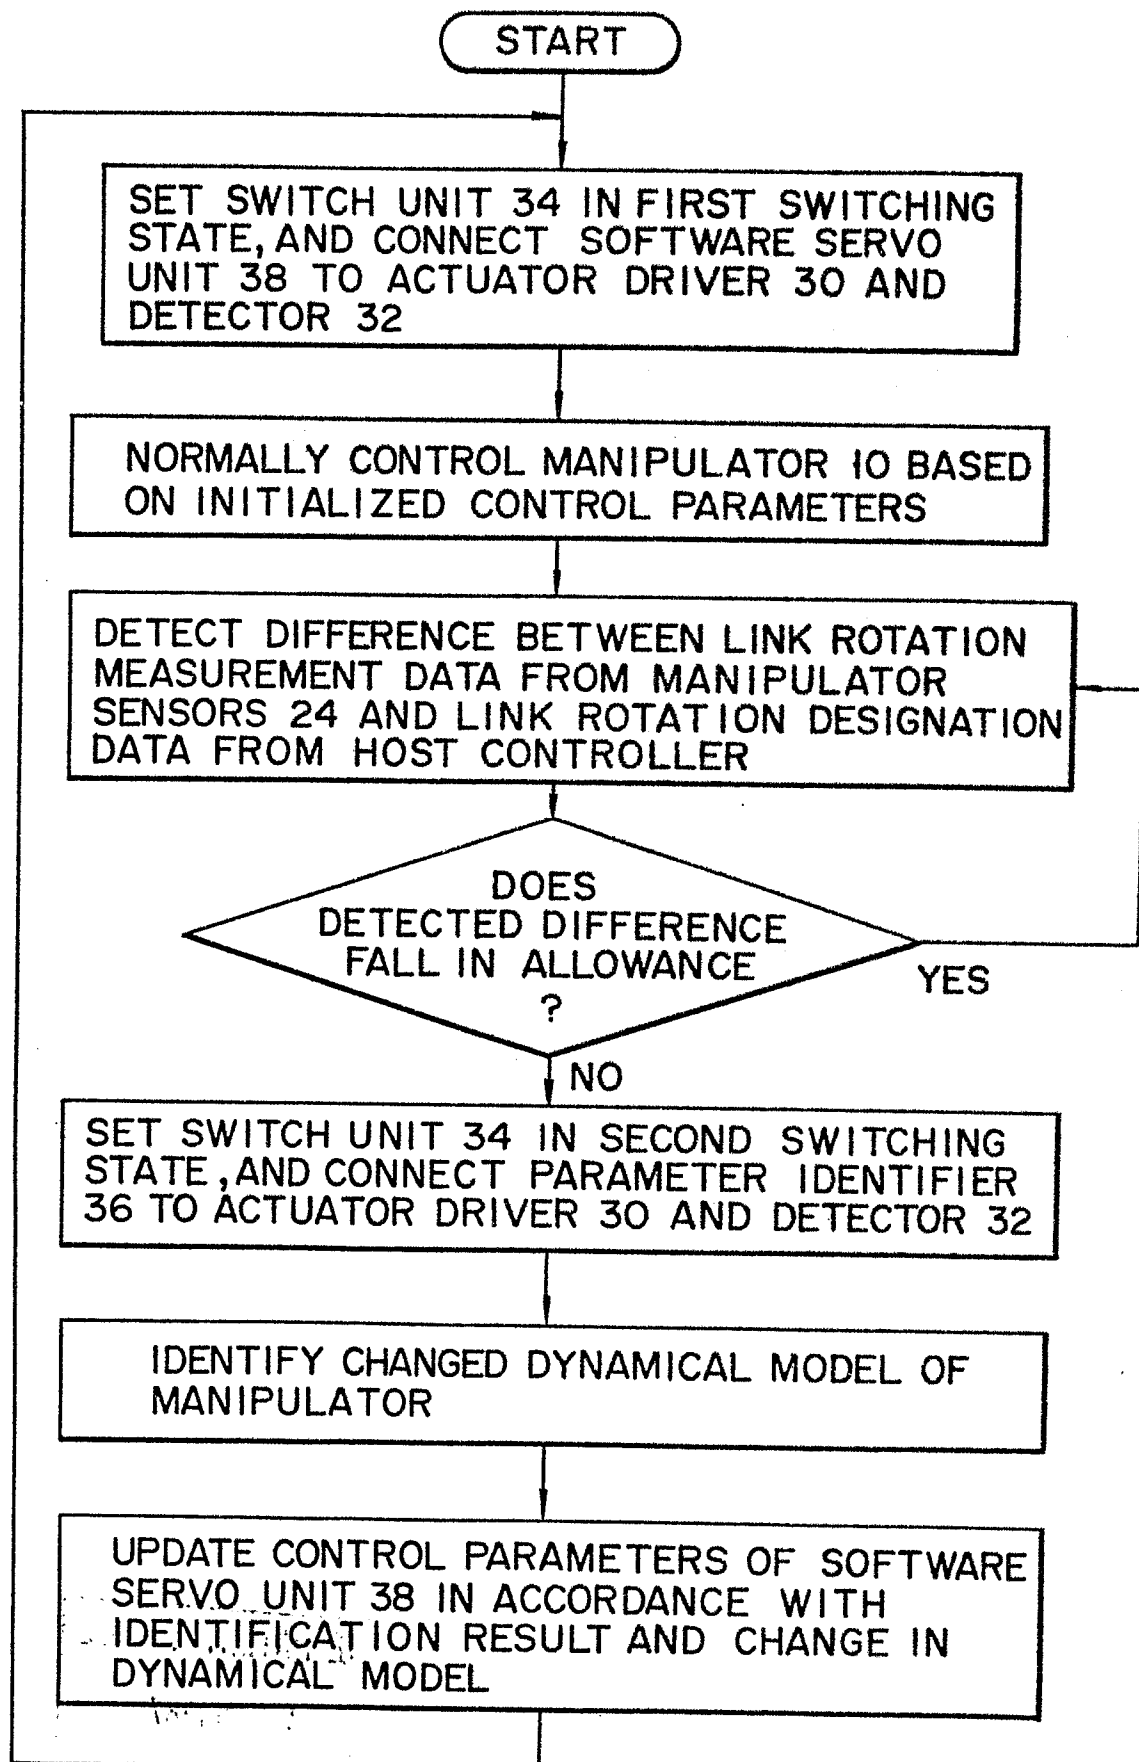 START
SET SWITCH UNIT 34 IN FIRST SWITCHING
STATE, AND CONNECT SOFTWARE SERVO
UNIT 38 TO ACTUATOR DRIVER 30 AND
DETECTOR 32
NORMALLY CONTROL MANIPULATOR 10 BASED
ON INITIALIZED CONTROL PARAMETERS
DETECT DIFFERENCE BETWEEN LINK ROTATION
MEASUREMENT DATA FROM MANIPULATOR
SENSORS 24 AND LINK ROTATION DESIGNATION
DATA FROM HOST CONTROLLER
DOES
DETECTED DIFFERENCE
FALL IN ALLOWANCE
?
YES
NO
SET SWITCH UNIT 34 IN SECOND SWITCHING
STATE, AND CONNECT PARAMETER IDENTIFIER
36 TO ACTUATOR DRIVER 30 AND DETECTOR 32
IDENTIFY CHANGED DYNAMICAL MODEL OF
MANIPULATOR
UPDATE CONTROL PARAMETERS OF SOFTWARE
SERVO UNIT 38 IN ACCORDANCE WITH
IDENTIFICATION RESULT AND CHANGE IN
DYNAMICAL MODEL